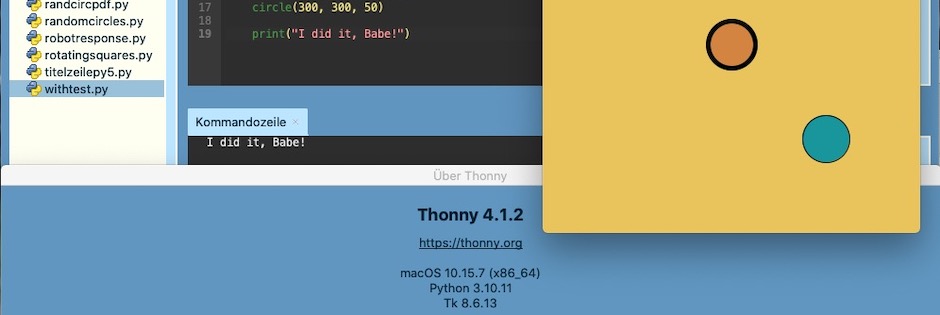 randcircpdf.py
randomcircles.py
robotresponse.py
rotatingsquares.py
titelzeilepy5.py
withtest.py
17 circle(300, 300, 50)
18
19 print("I did it, Babe!")
Kommandozeile ×
I did it, Babe!
Über Thonny
Thonny 4.1.2
https://thonny.org
macOS 10.15.7 (x86_64)
Python 3.10.11
Tk 8.6.13